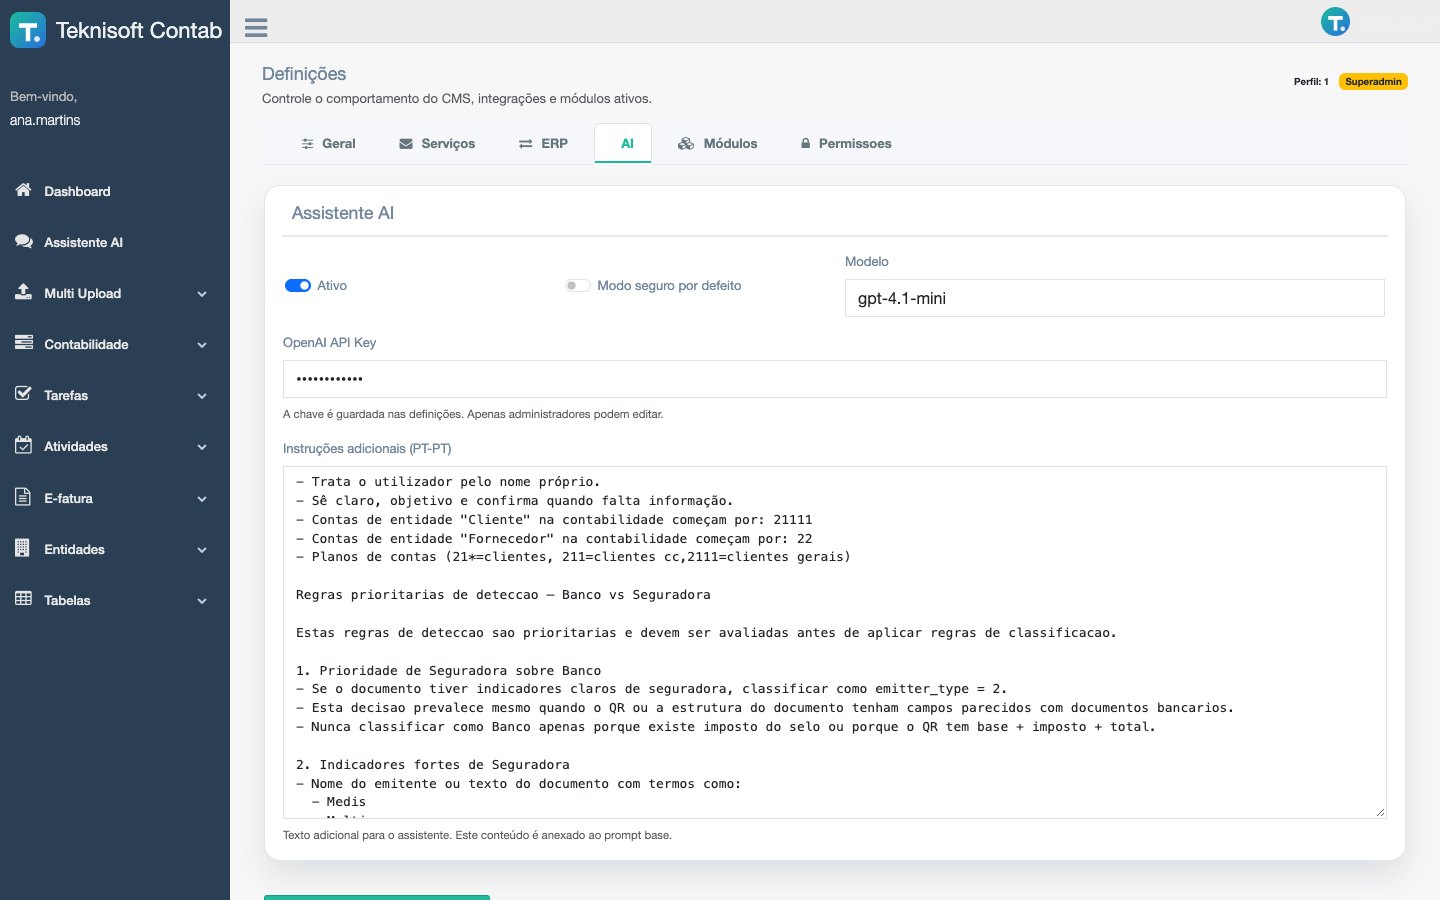 T. Teknisoft Contab
T.
Bem-vindo,
ana.martins
Dashboard
Assistente AI
Multi Upload
Contabilidade
Tarefas
Atividades
E-fatura
Entidades
Tabelas
Definições
Controle o comportamento do CMS, integrações e módulos ativos.
Perfil: 1 Superadmin
Geral Serviços ERP AI Módulos Permissoes
Assistente AI
Ativo
Modo seguro por defeito
Modelo
gpt-4.1-mini
OpenAI API Key
••••••••••••
A chave é guardada nas definições. Apenas administradores podem editar.
Instruções adicionais (PT-PT)
– Trata o utilizador pelo nome próprio.
– Sê claro, objetivo e confirma quando falta informação.
– Contas de entidade "Cliente" na contabilidade começam por: 21111
– Contas de entidade "Fornecedor" na contabilidade começam por: 22
– Planos de contas (21*=clientes, 211=clientes cc,2111=clientes gerais)
Regras prioritarias de deteccao — Banco vs Seguradora
Estas regras de deteccao sao prioritarias e devem ser avaliadas antes de aplicar regras de classificacao.
1. Prioridade de Seguradora sobre Banco
– Se o documento tiver indicadores claros de seguradora, classificar como emitter_type = 2.
– Esta decisao prevalece mesmo quando o QR ou a estrutura do documento tenham campos parecidos com documentos bancarios.
– Nunca classificar como Banco apenas porque existe imposto do selo ou porque o QR tem base + imposto + total.
2. Indicadores fortes de Seguradora
– Nome do emitente ou texto do documento com termos como:
– Medis
Texto adicional para o assistente. Este conteúdo é anexado ao prompt base.